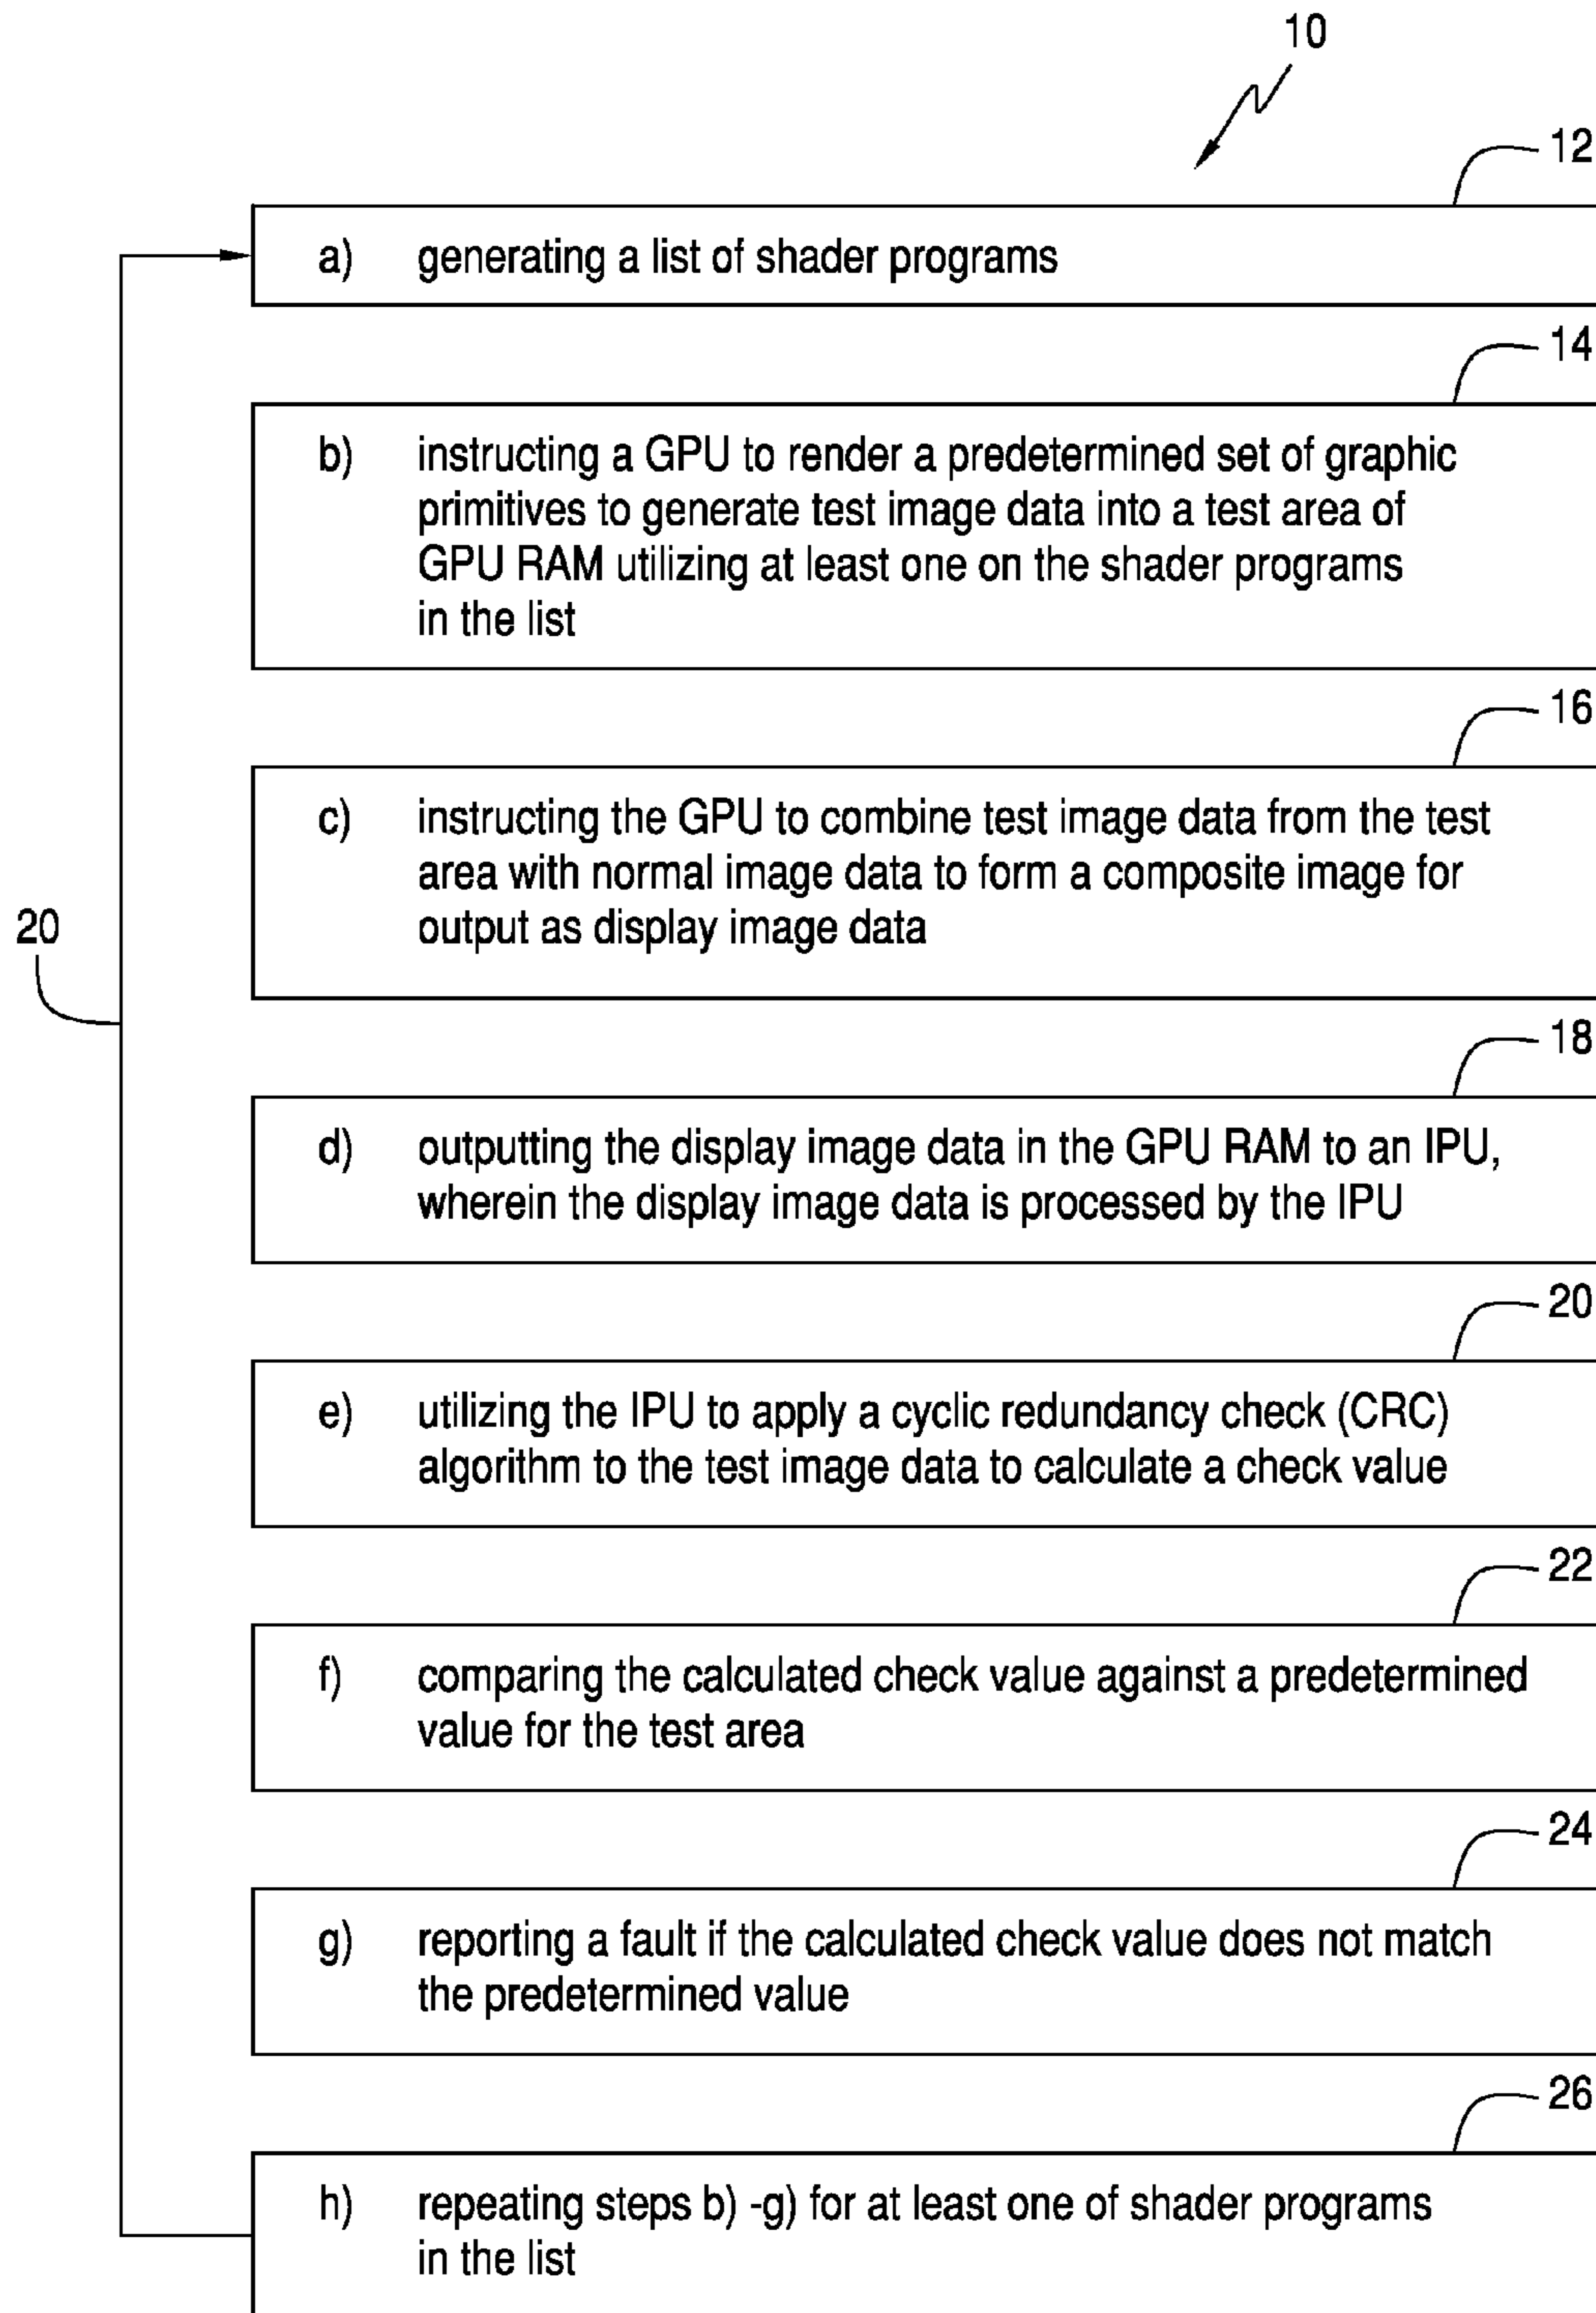 10
12
a) generating a list of shader programs
14
b) instructing a GPU to render a predetermined set of graphic
primitives to generate test image data into a test area of
GPU RAM utilizing at least one on the shader programs
in the list
16
c) instructing the GPU to combine test image data from the test
area with normal image data to form a composite image for
output as display image data
20
18
d) outputting the display image data in the GPU RAM to an IPU,
wherein the display image data is processed by the IPU
20
e) utilizing the IPU to apply a cyclic redundancy check (CRC)
algorithm to the test image data to calculate a check value
22
f) comparing the calculated check value against a predetermined
value for the test area
24
g) reporting a fault if the calculated check value does not match
the predetermined value
26
h) repeating steps b) -g) for at least one of shader programs
in the list